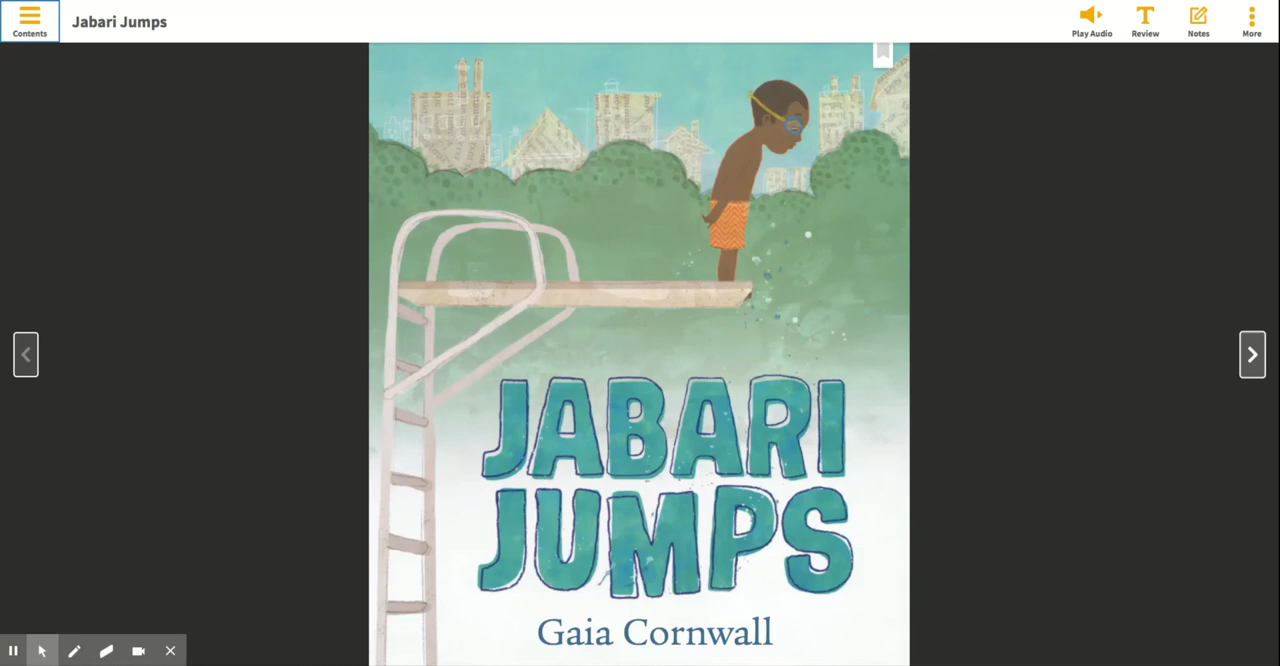 Jabari Jumps
Contents
Play Audio
Review
Notes
More
JABARI
JUMPS
Gaia Cornwall